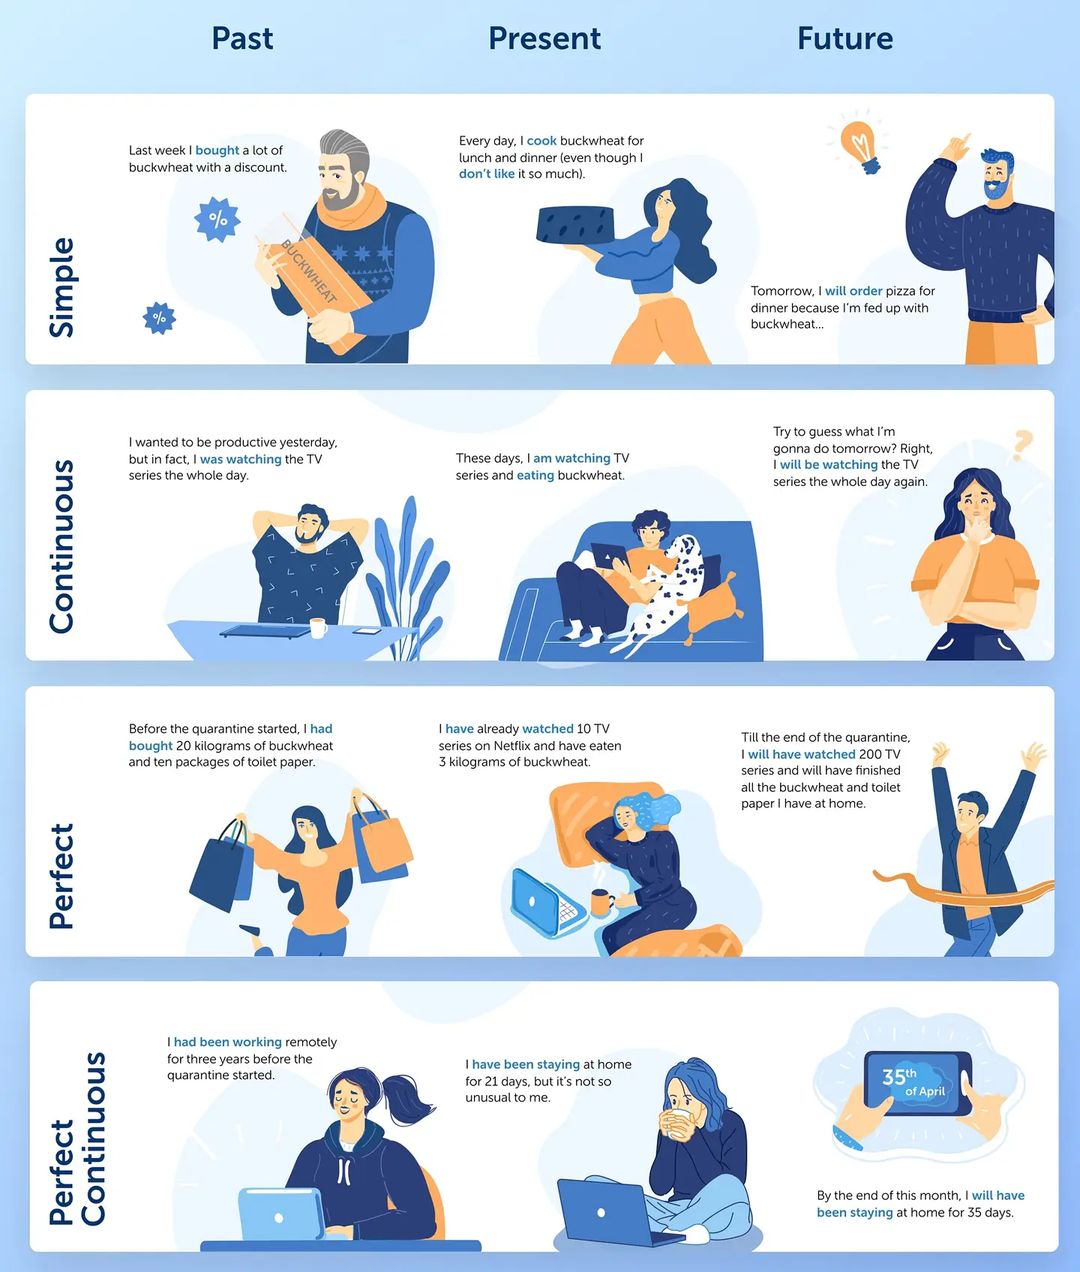 Past
Present
Future
Simple
Last week I bought a lot of
buckwheat with a discount.
%
%
BUCKWHEAT
Every day, I cook buckwheat for
lunch and dinner (even though I
don't like it so much).
Tomorrow, I will order pizza for
dinner because I'm fed up with
buckwheat...
Continuous
I wanted to be productive yesterday,
but in fact, I was watching the TV
series the whole day.
These days, I am watching TV
series and eating buckwheat.
Try to guess what I'm
gonna do tomorrow? Right,
I will be watching the TV
series the whole day again.
?
Perfect
Before the quarantine started, I had
bought 20 kilograms of buckwheat
and ten packages of toilet paper.
I have already watched 10 TV
series on Netflix and have eaten
3 kilograms of buckwheat.
Till the end of the quarantine,
I will have watched 200 TV
series and will have finished
all the buckwheat and toilet
paper I have at home.
Perfect
Continuous
I had been working remotely
for three years before the
quarantine started.
I have been staying at home
for 21 days, but it's not so
unusual to me.
35th
of April
By the end of this month, I will have
been staying at home for 35 days.